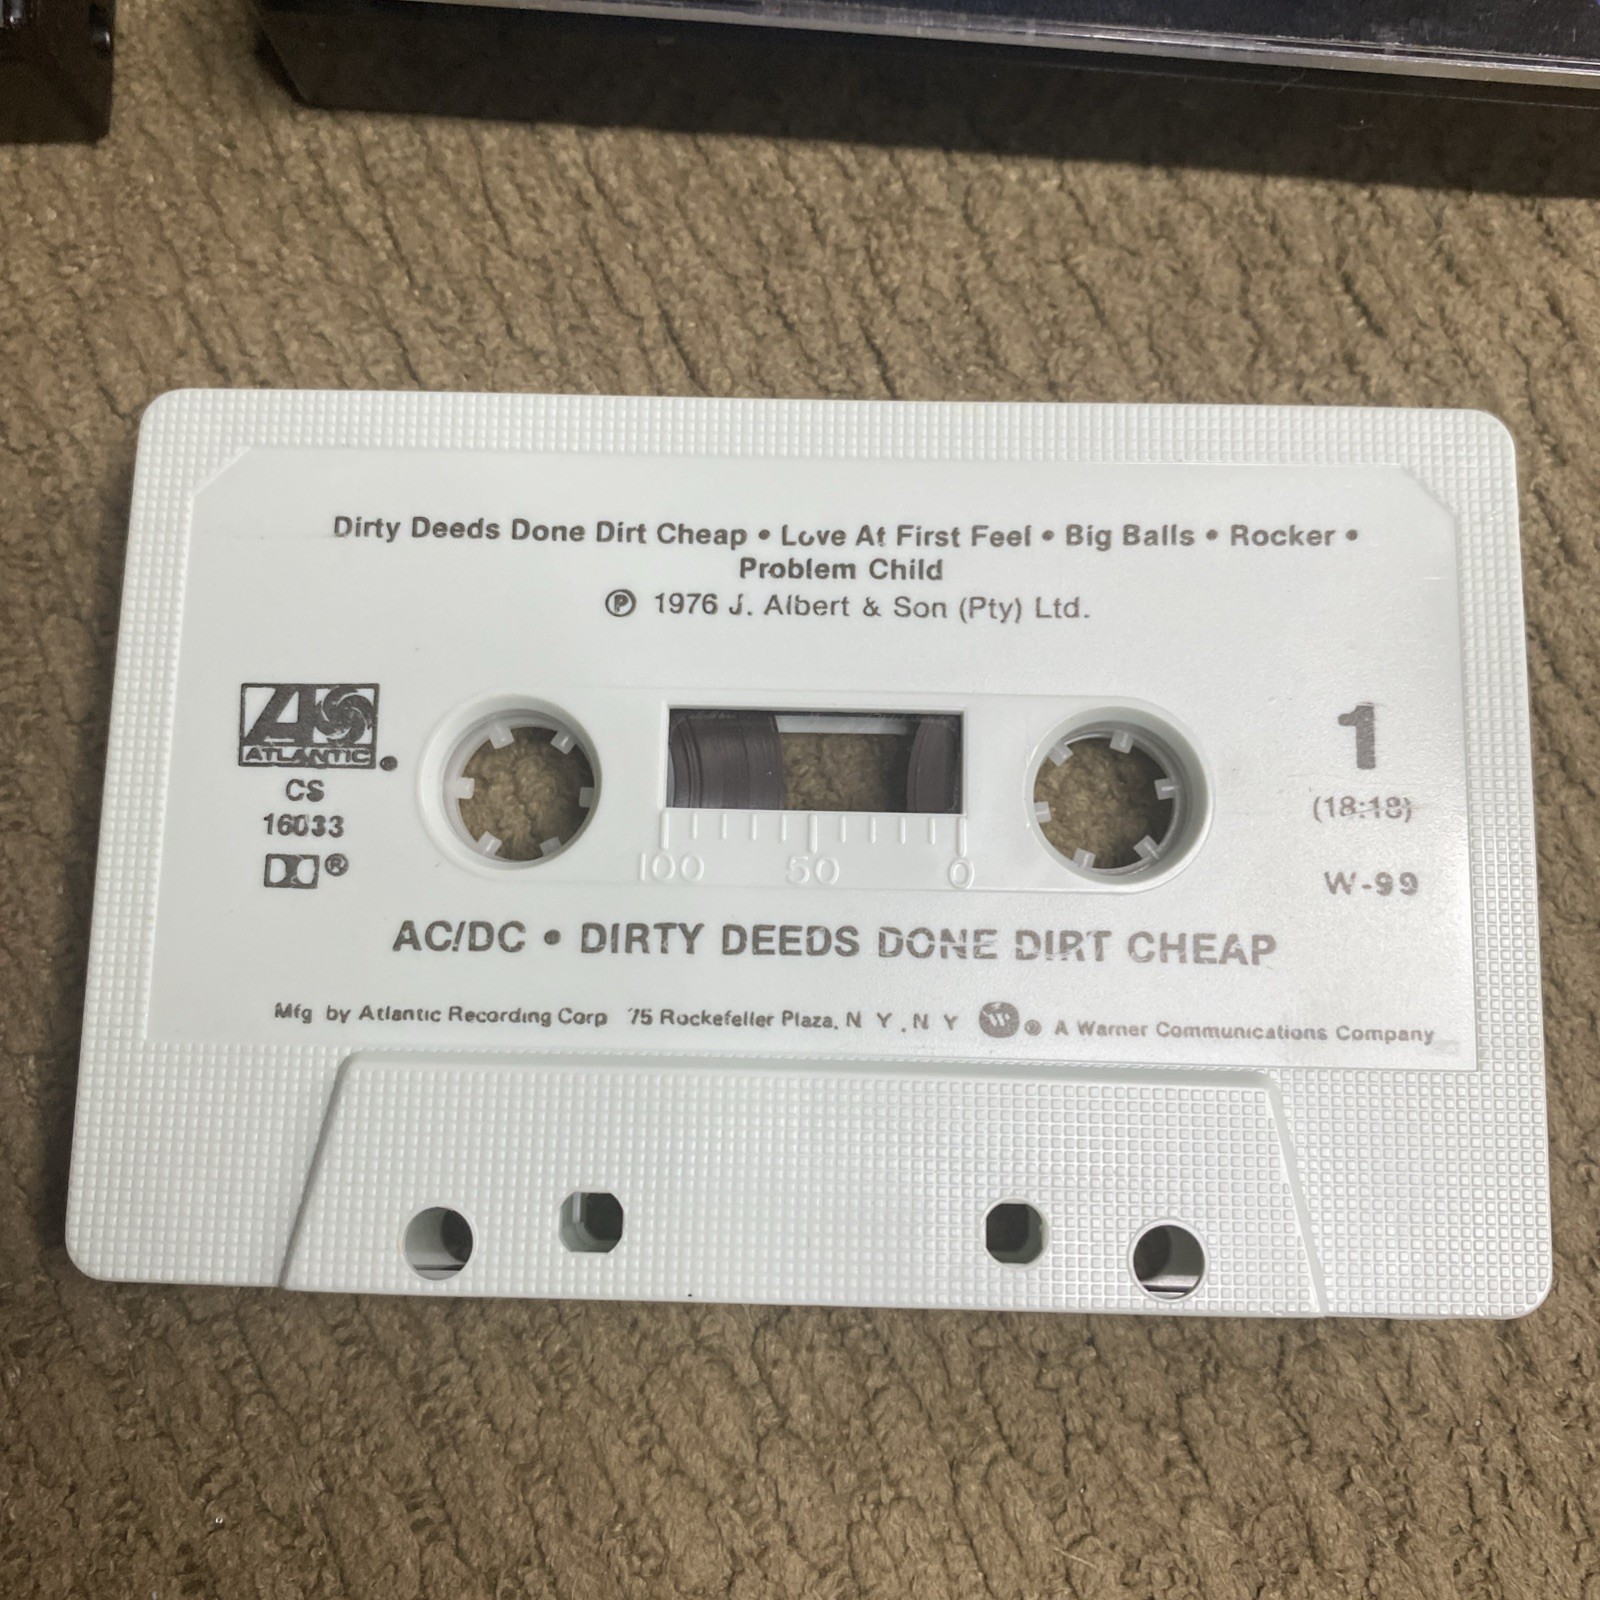 Dirty Deeds Done Dirt Cheap • Love At First Feel • Big Balls • Rocker •
Problem Child
Ⓟ 1976 J. Albert & Son (Pty) Ltd.
ATLANTIC
CS
16033
®
1
(18:18)
W-99
100 50 0
AC/DC • DIRTY DEEDS DONE DIRT CHEAP
Mfg by Atlantic Recording Corp 75 Rockefeller Plaza, N Y , N Y ® A Warner Communications Company